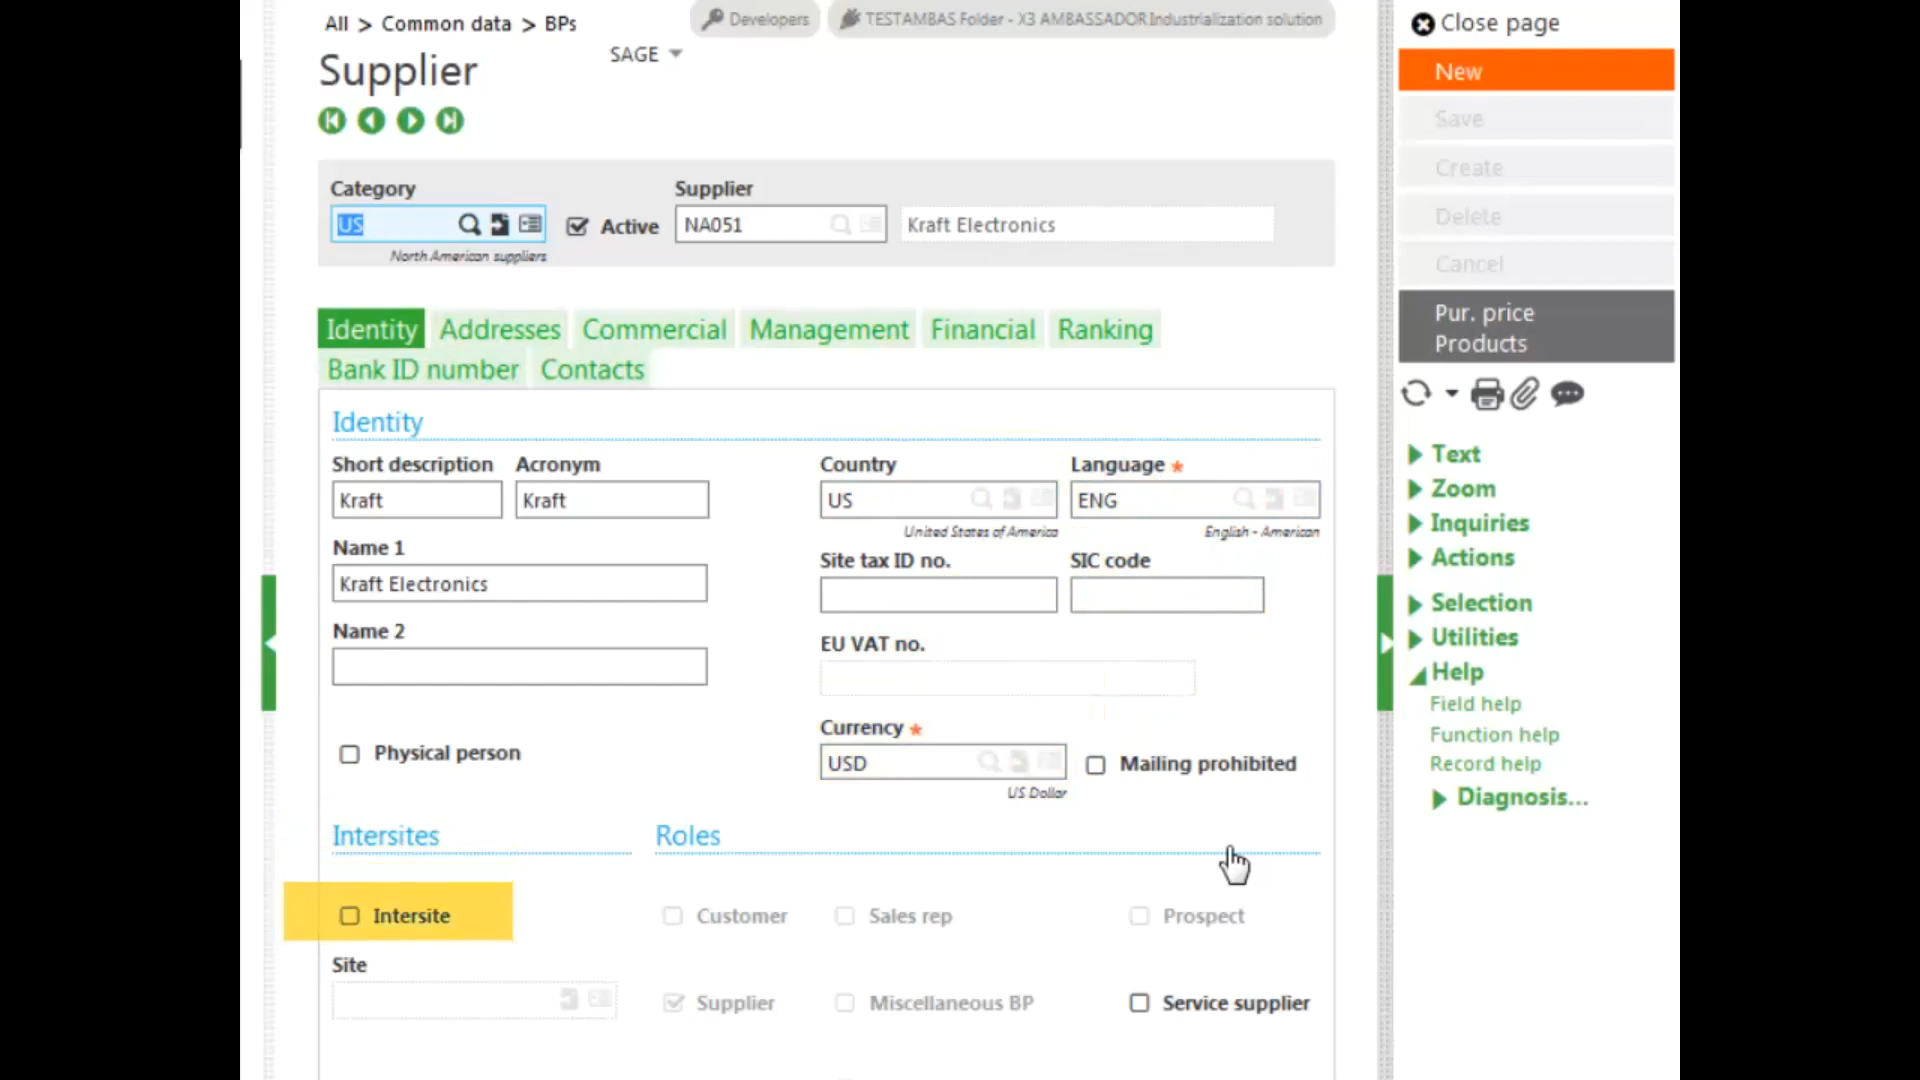 All > Common data > BPs
Developers
TESTAMBAS Folder - X3 AMBASSADOR Industrialization solution
SAGE
Supplier
Category
Supplier
US
Active
NA051
Kraft Electronics
North American suppliers
Identity
Addresses
Commercial
Management
Financial
Ranking
Bank ID number
Contacts
Identity
Short description
Acronym
Country
Language *
Kraft
Kraft
US
ENG
United States of America
English - American
Name 1
Site tax ID no.
SIC code
Kraft Electronics
Name 2
EU VAT no.
Currency *
Physical person
USD
Mailing prohibited
US Dollar
Intersites
Roles
Intersite
Customer
Sales rep
Prospect
Site
Supplier
Miscellaneous BP
Service supplier
Close page
New
Save
Create
Delete
Cancel
Pur. price
Products
Text
Zoom
Inquiries
Actions
Selection
Utilities
Help
Field help
Function help
Record help
Diagnosis...